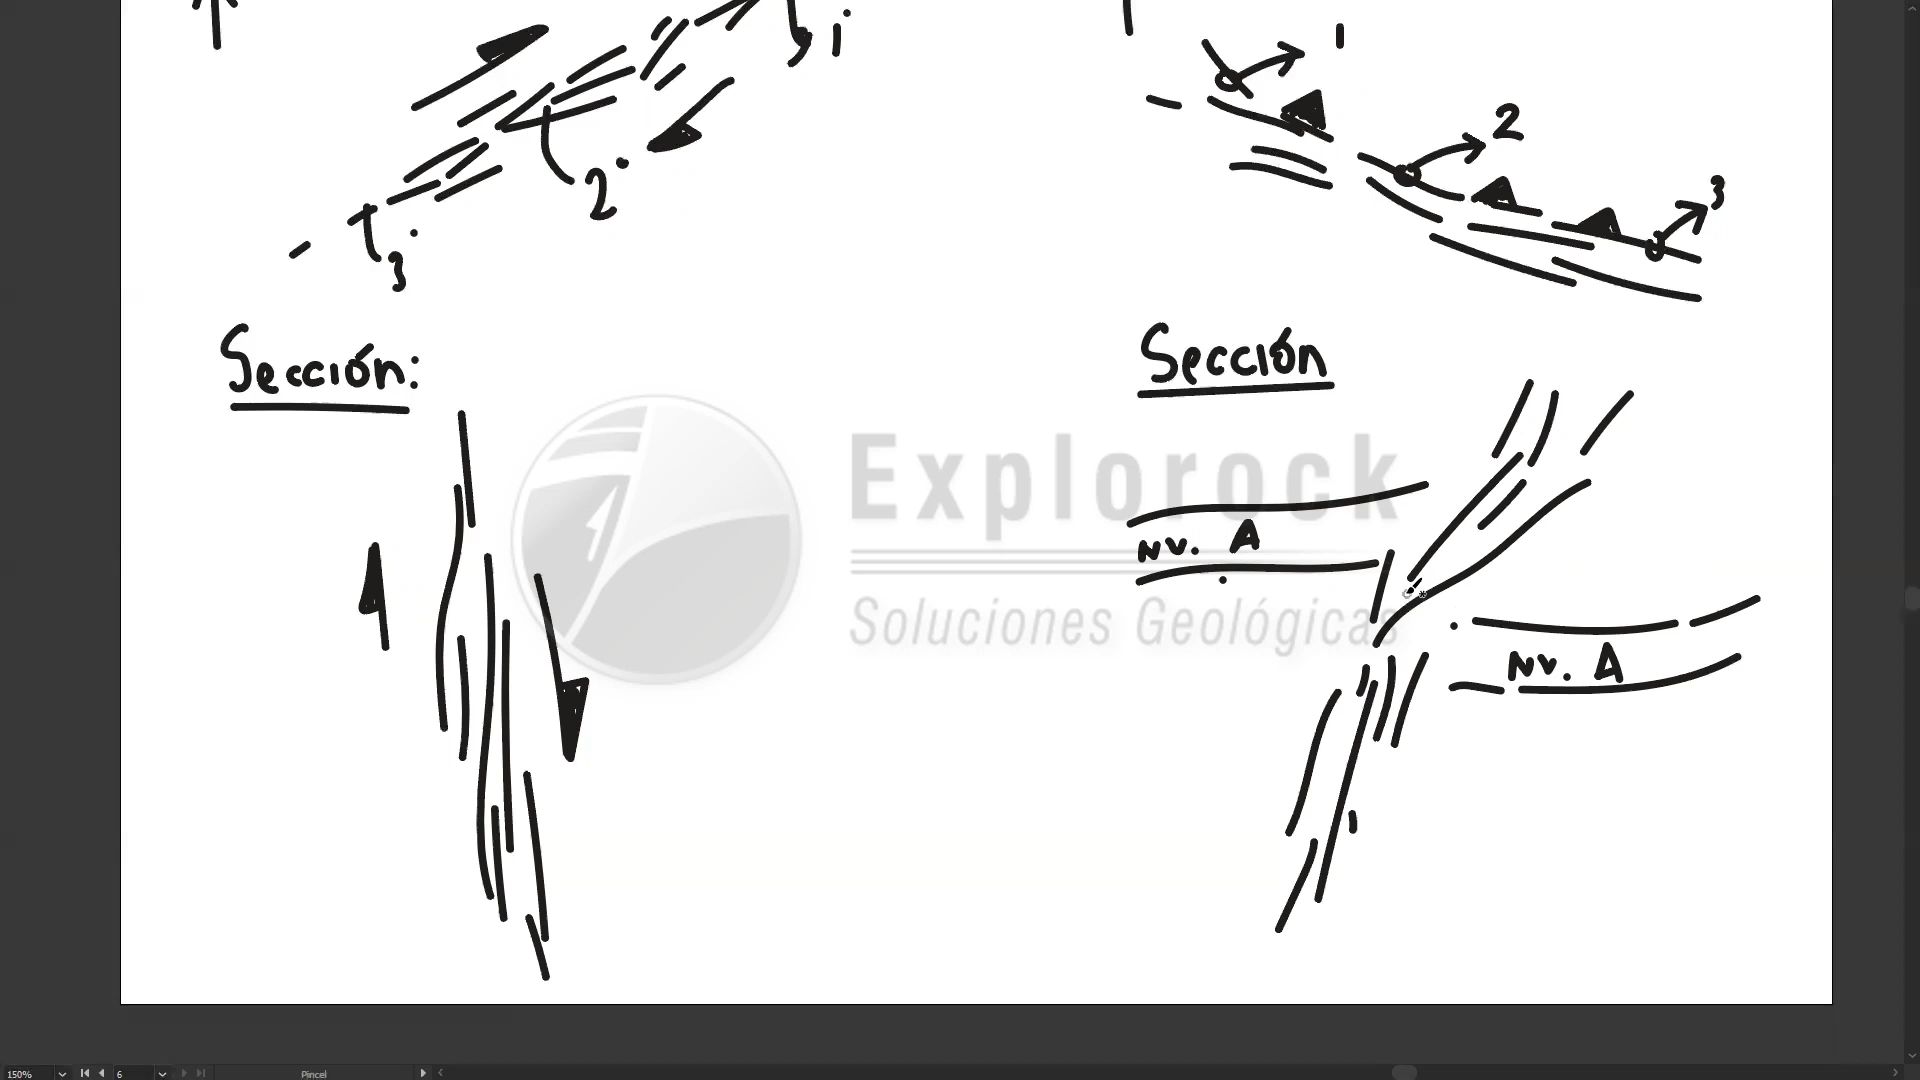 1
1
2
2
3
3
Sección:
Sección
Explorock
Nv. A
Soluciones Geológicas
Nv. A
150%
6
Pincel